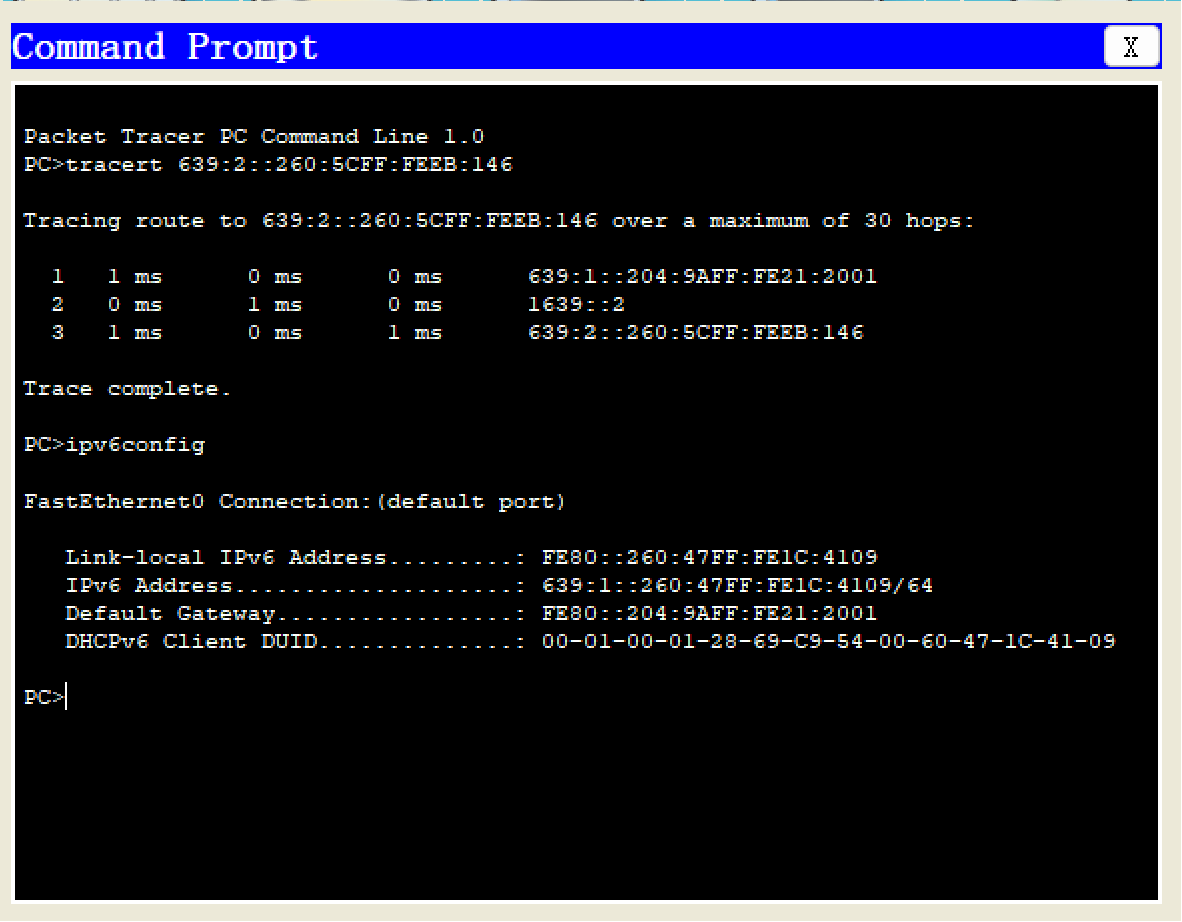 Command Prompt
X
Packet Tracer PC Command Line 1.0
PC>tracert 639:2::260:5CFF:FEEB:146
Tracing route to 639:2::260:5CFF:FEEB:146 over a maximum of 30 hops:
1 1 ms 0 ms 0 ms 639:1::204:9AFF:FE21:2001
2 0 ms 1 ms 0 ms 1639::2
3 1 ms 0 ms 1 ms 639:2::260:5CFF:FEEB:146
Trace complete.
PC>ipv6config
FastEthernet0 Connection:(default port)
Link-local IPv6 Address.........: FE80::260:47FF:FE1C:4109
IPv6 Address....................: 639:1::260:47FF:FE1C:4109/64
Default Gateway.................: FE80::204:9AFF:FE21:2001
DHCPv6 Client DUID..............: 00-01-00-01-28-69-C9-54-00-60-47-1C-41-09
PC>